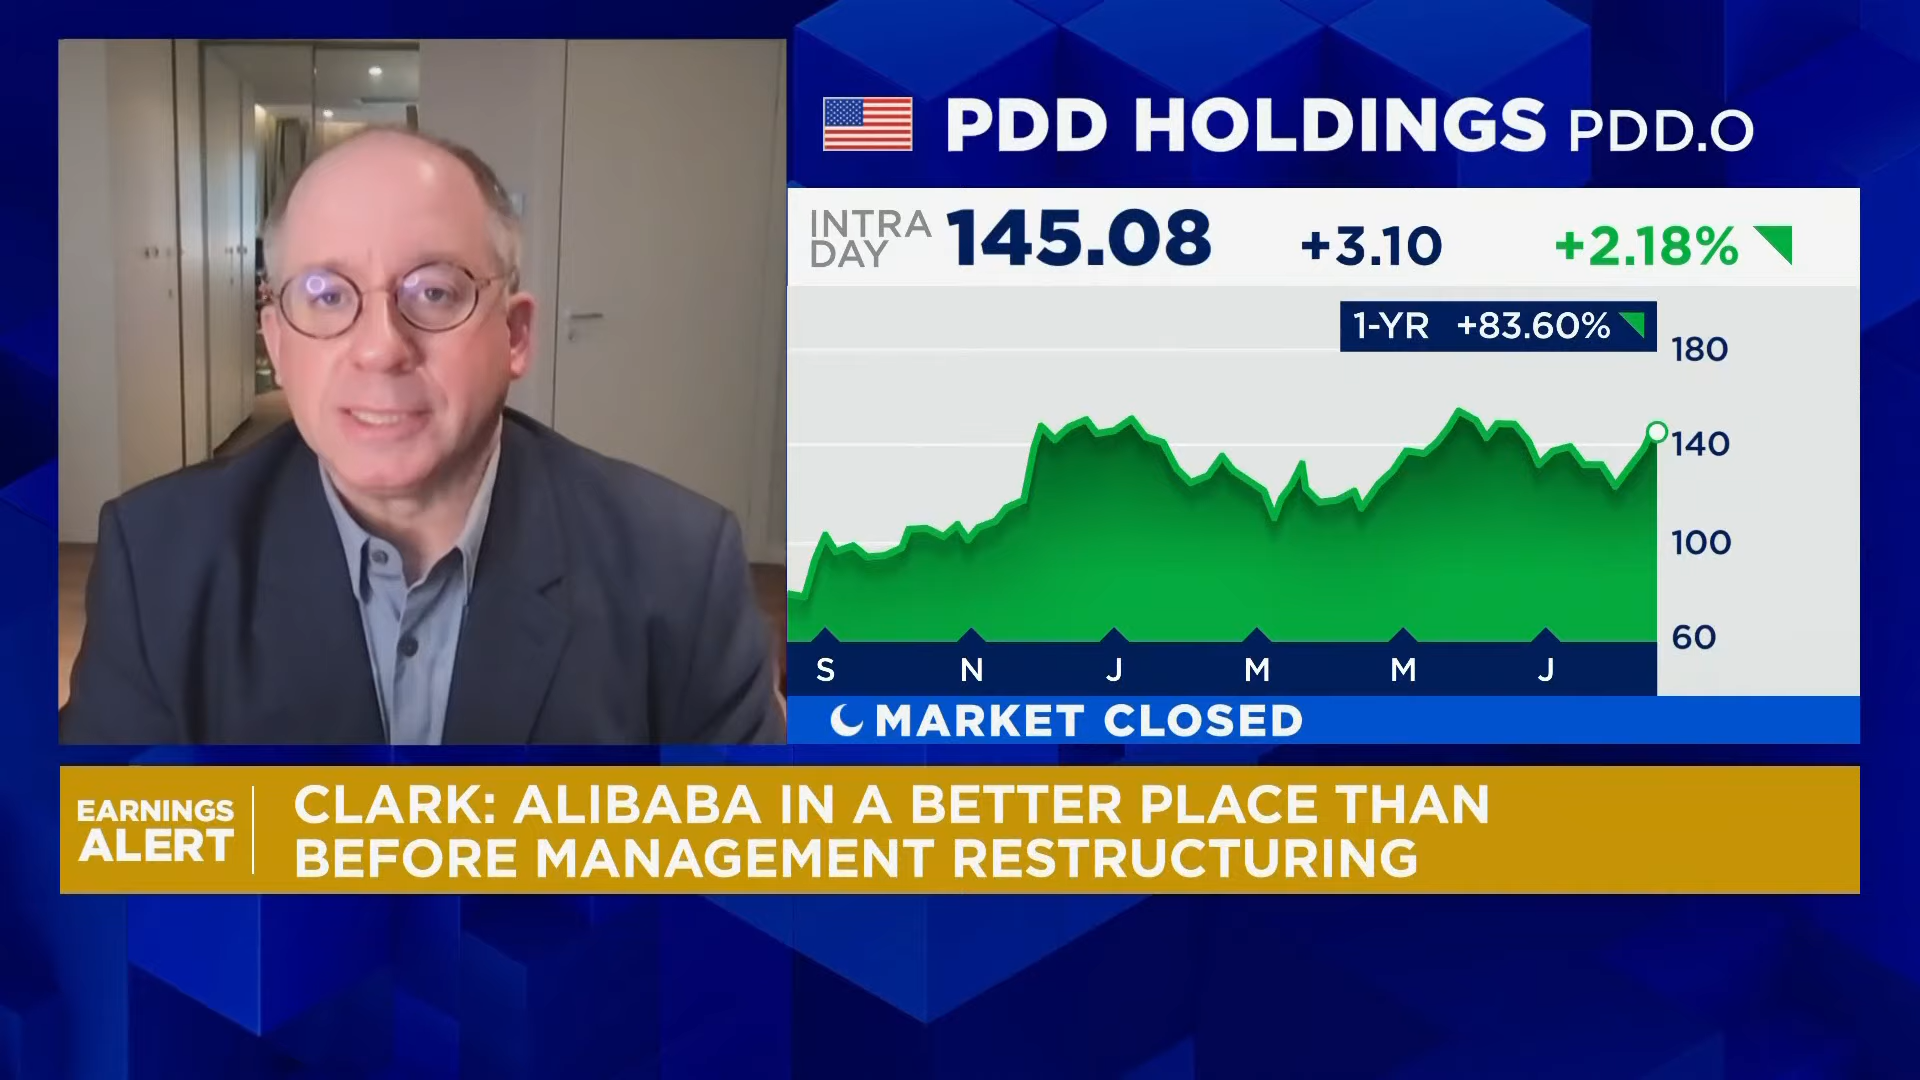 PDD HOLDINGS PDD.O
INTRA
DAY
145.08 +3.10 +2.18%
1-YR +83.60%
180
140
100
60
S N J M M J
MARKET CLOSED
EARNINGS
ALERT
CLARK: ALIBABA IN A BETTER PLACE THAN
BEFORE MANAGEMENT RESTRUCTURING